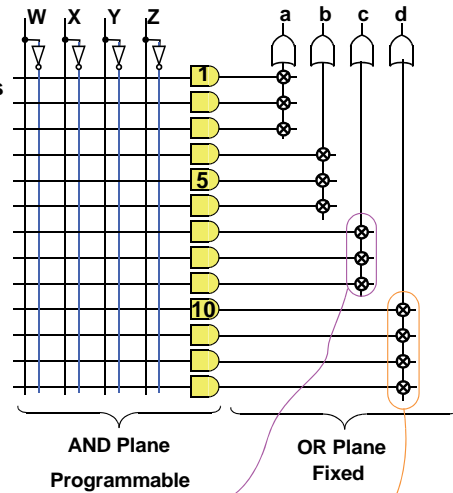 W X Y Z a b c d
s
1
5
10
AND Plane OR Plane
Programmable Fixed